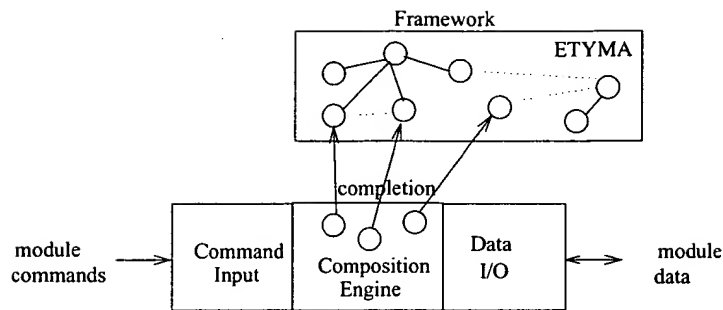 Framework
ETYMA
completion
module
commands
Command
Input
Composition
Engine
Data
I/O
module
data